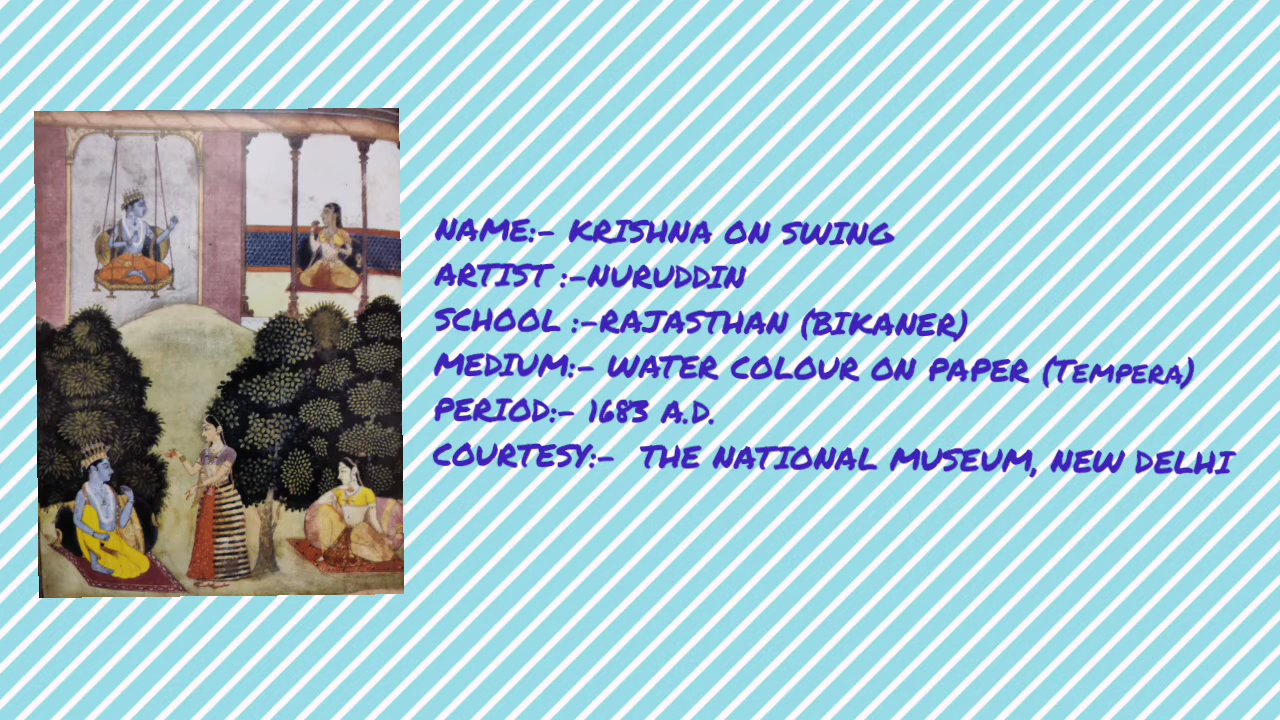 NAME:- KRISHNA ON SWING
ARTIST :-NURUDDIN
SCHOOL :-RAJASTHAN (BIKANER)
MEDIUM:- WATER COLOUR ON PAPER (TEMPERA)
PERIOD:- 1683 A.D.
COURTESY:- THE NATIONAL MUSEUM, NEW DELHI